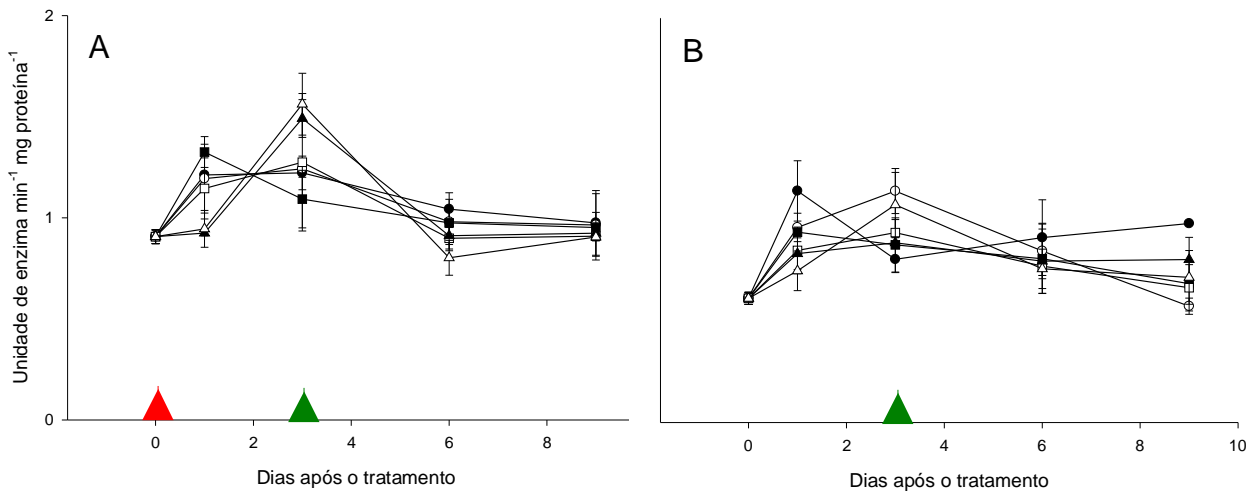 2
A
B
Unidade de enzima min-1 mg proteína-1
1
0
0 2 4 6 8
0 2 4 6 8 10
Dias após o tratamento
Dias após o tratamento